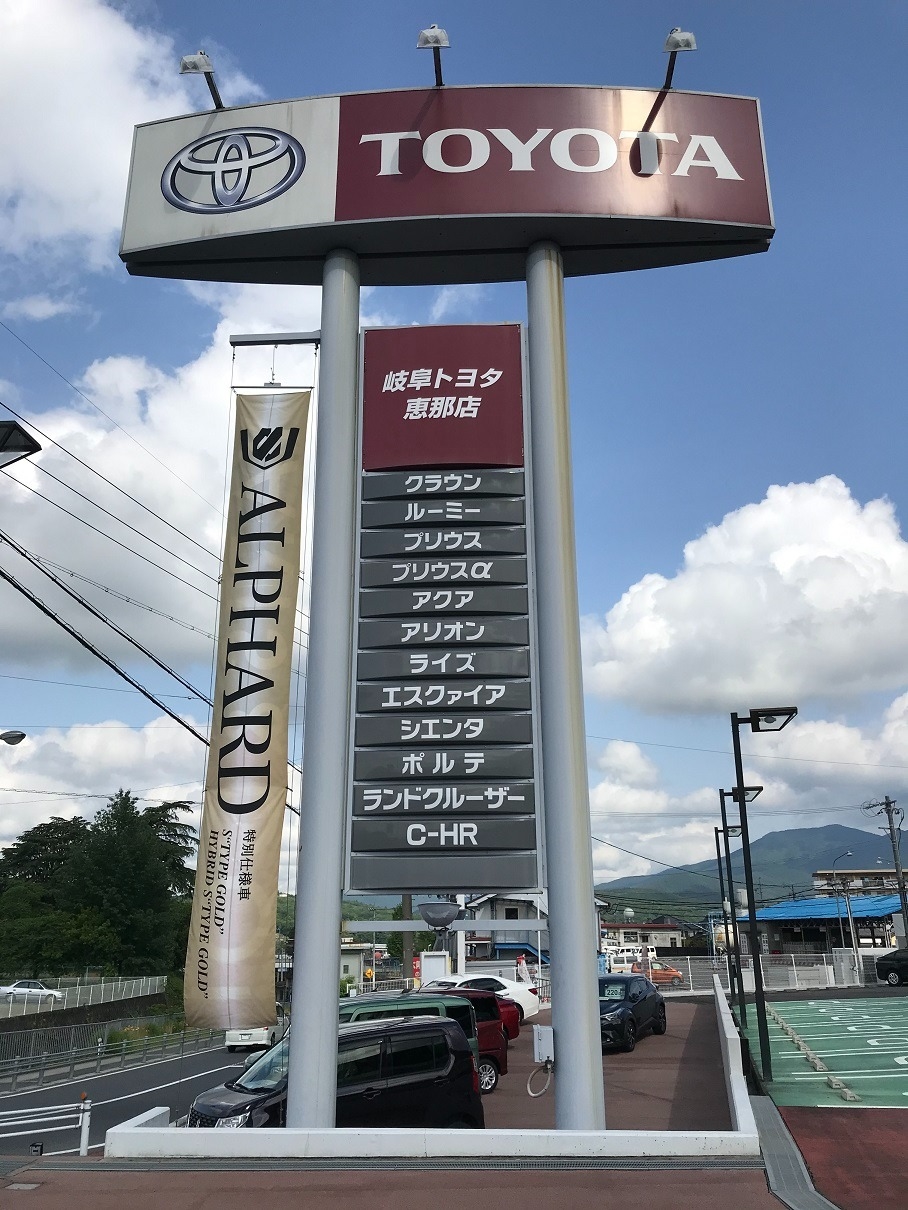 TOYOTA
岐阜トヨタ
恵那店
クラウン
ルーミー
プリウス
プリウスα
アクア
アリオン
ライズ
エスクァイア
シエンタ
ポルテ
ランドクルーザー
C-HR
ALPHARD
特別仕様車
S"TYPE GOLD"
HYBRID S"TYPE GOLD"